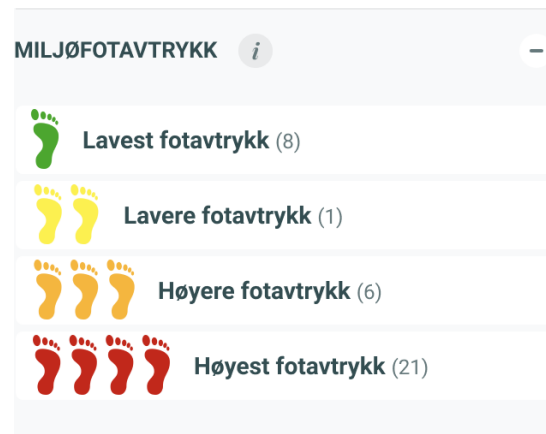 MILJØFOTAVTRYKK i
Lavest fotavtrykk (8)
Lavere fotavtrykk (1)
Høyere fotavtrykk (6)
Høyest fotavtrykk (21)